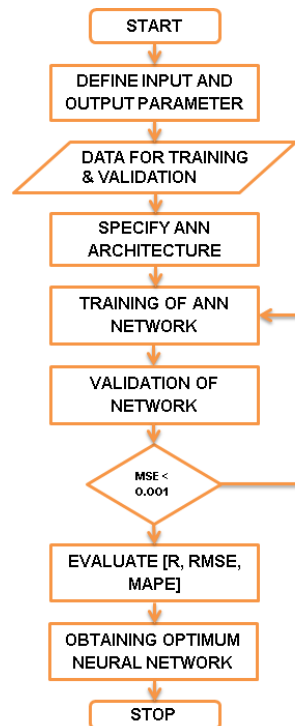 START
DEFINE INPUT AND
OUTPUT PARAMETER
DATA FOR TRAINING
& VALIDATION
SPECIFY ANN
ARCHITECTURE
TRAINING OF ANN
NETWORK
VALIDATION OF
NETWORK
MSE <
0.001
EVALUATE [R, RMSE,
MAPE]
OBTAINING OPTIMUM
NEURAL NETWORK
STOP